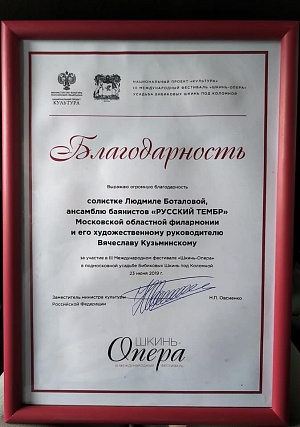 КУЛЬТУРА
НАЦИОНАЛЬНЫЙ ПРОЕКТ «КУЛЬТУРА»
III МЕЖДУНАРОДНЫЙ ФЕСТИВАЛЬ «ШКИНЬ-ОПЕРА»
УСАДЬБА БИБИКОВЫХ ШКИНЬ ПОД КОЛОМНОЙ
Благодарность
Выражаю огромную благодарность
солистке Людмиле Боталовой,
ансамблю баянистов «РУССКИЙ ТЕМБР»
Московской областной филармонии
и его художественному руководителю
Вячеславу Кузьминскому
за участие в III Международном фестивале «Шкинь-Опера»
в подмосковной усадьбе Бибиковых Шкинь под Коломной
23 июня 2019 г.
Заместитель министра культуры
Российской Федерации
Н.П. Овсиенко
ШКИНЬ-
Опера
III МЕЖДУНАРОДНЫЙ ФЕСТИВАЛЬ